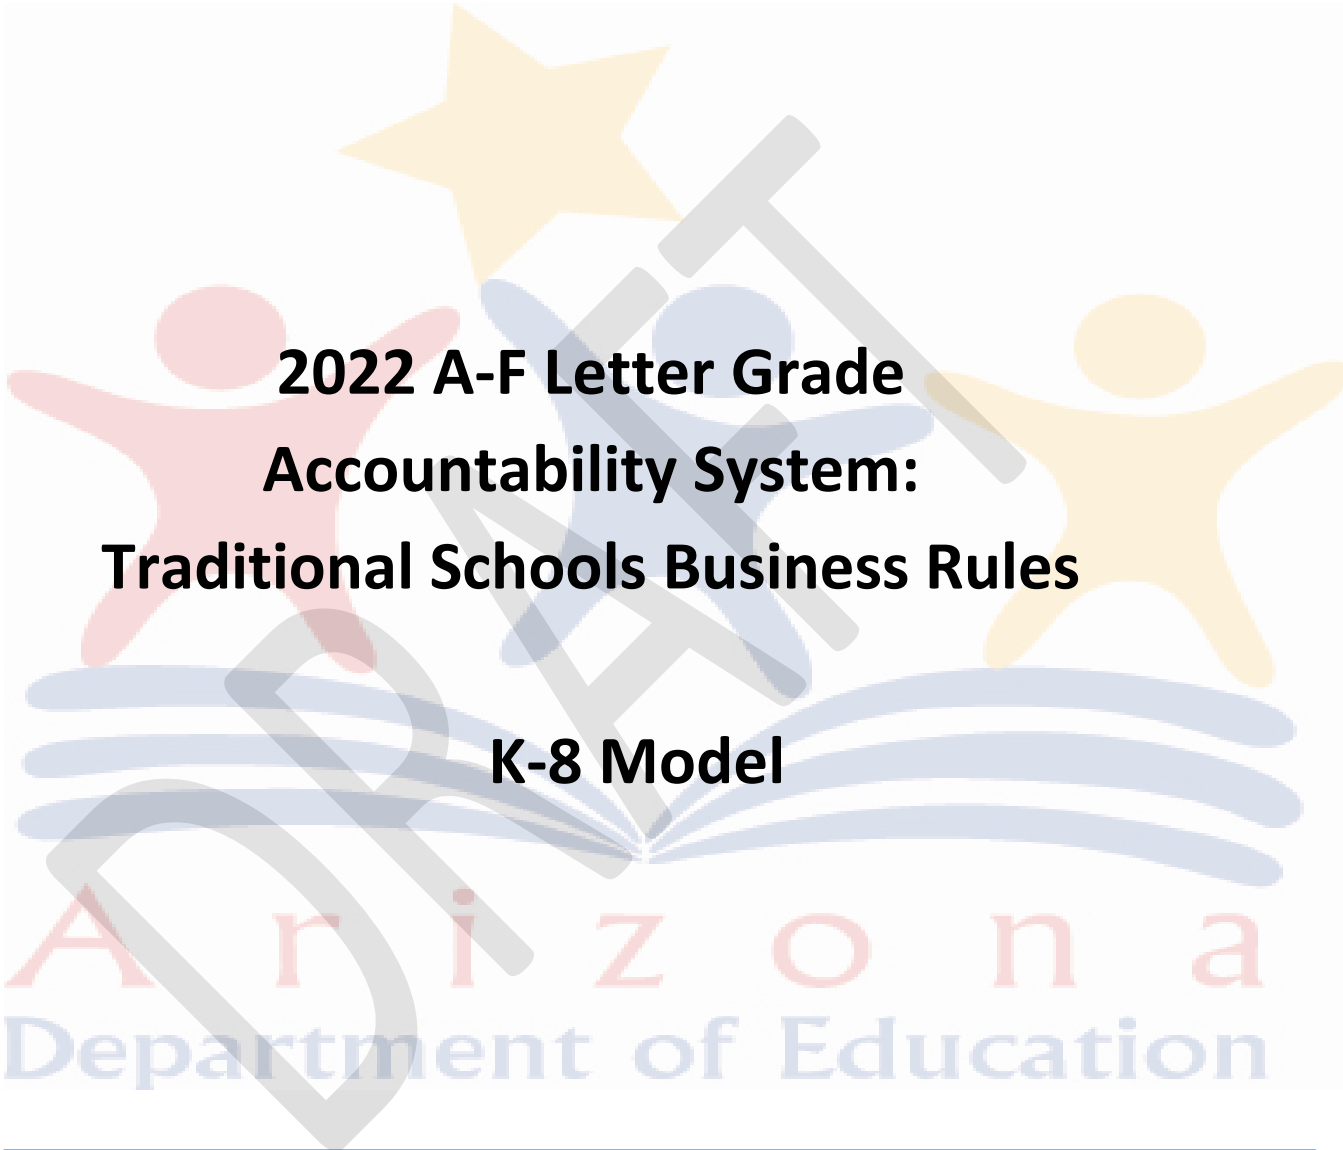 2022 A-F Letter Grade
Accountability System:
Traditional Schools Business Rules
K-8 Model
DRAFT
Arizona
Department of Education